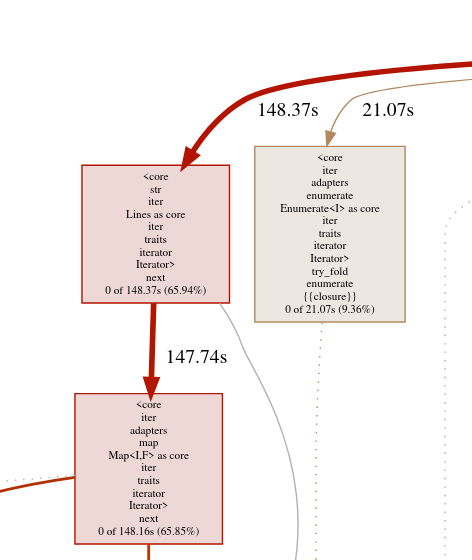 148.37s
21.07s
<core
str
iter
Lines as core
iter
traits
iterator
Iterator>
next
0 of 148.37s (65.94%)
<core
iter
adapters
enumerate
Enumerate<I> as core
iter
traits
iterator
Iterator>
try_fold
enumerate
{{closure}}
0 of 21.07s (9.36%)
147.74s
<core
iter
adapters
map
Map<I,F> as core
iter
traits
iterator
Iterator>
next
0 of 148.16s (65.85%)